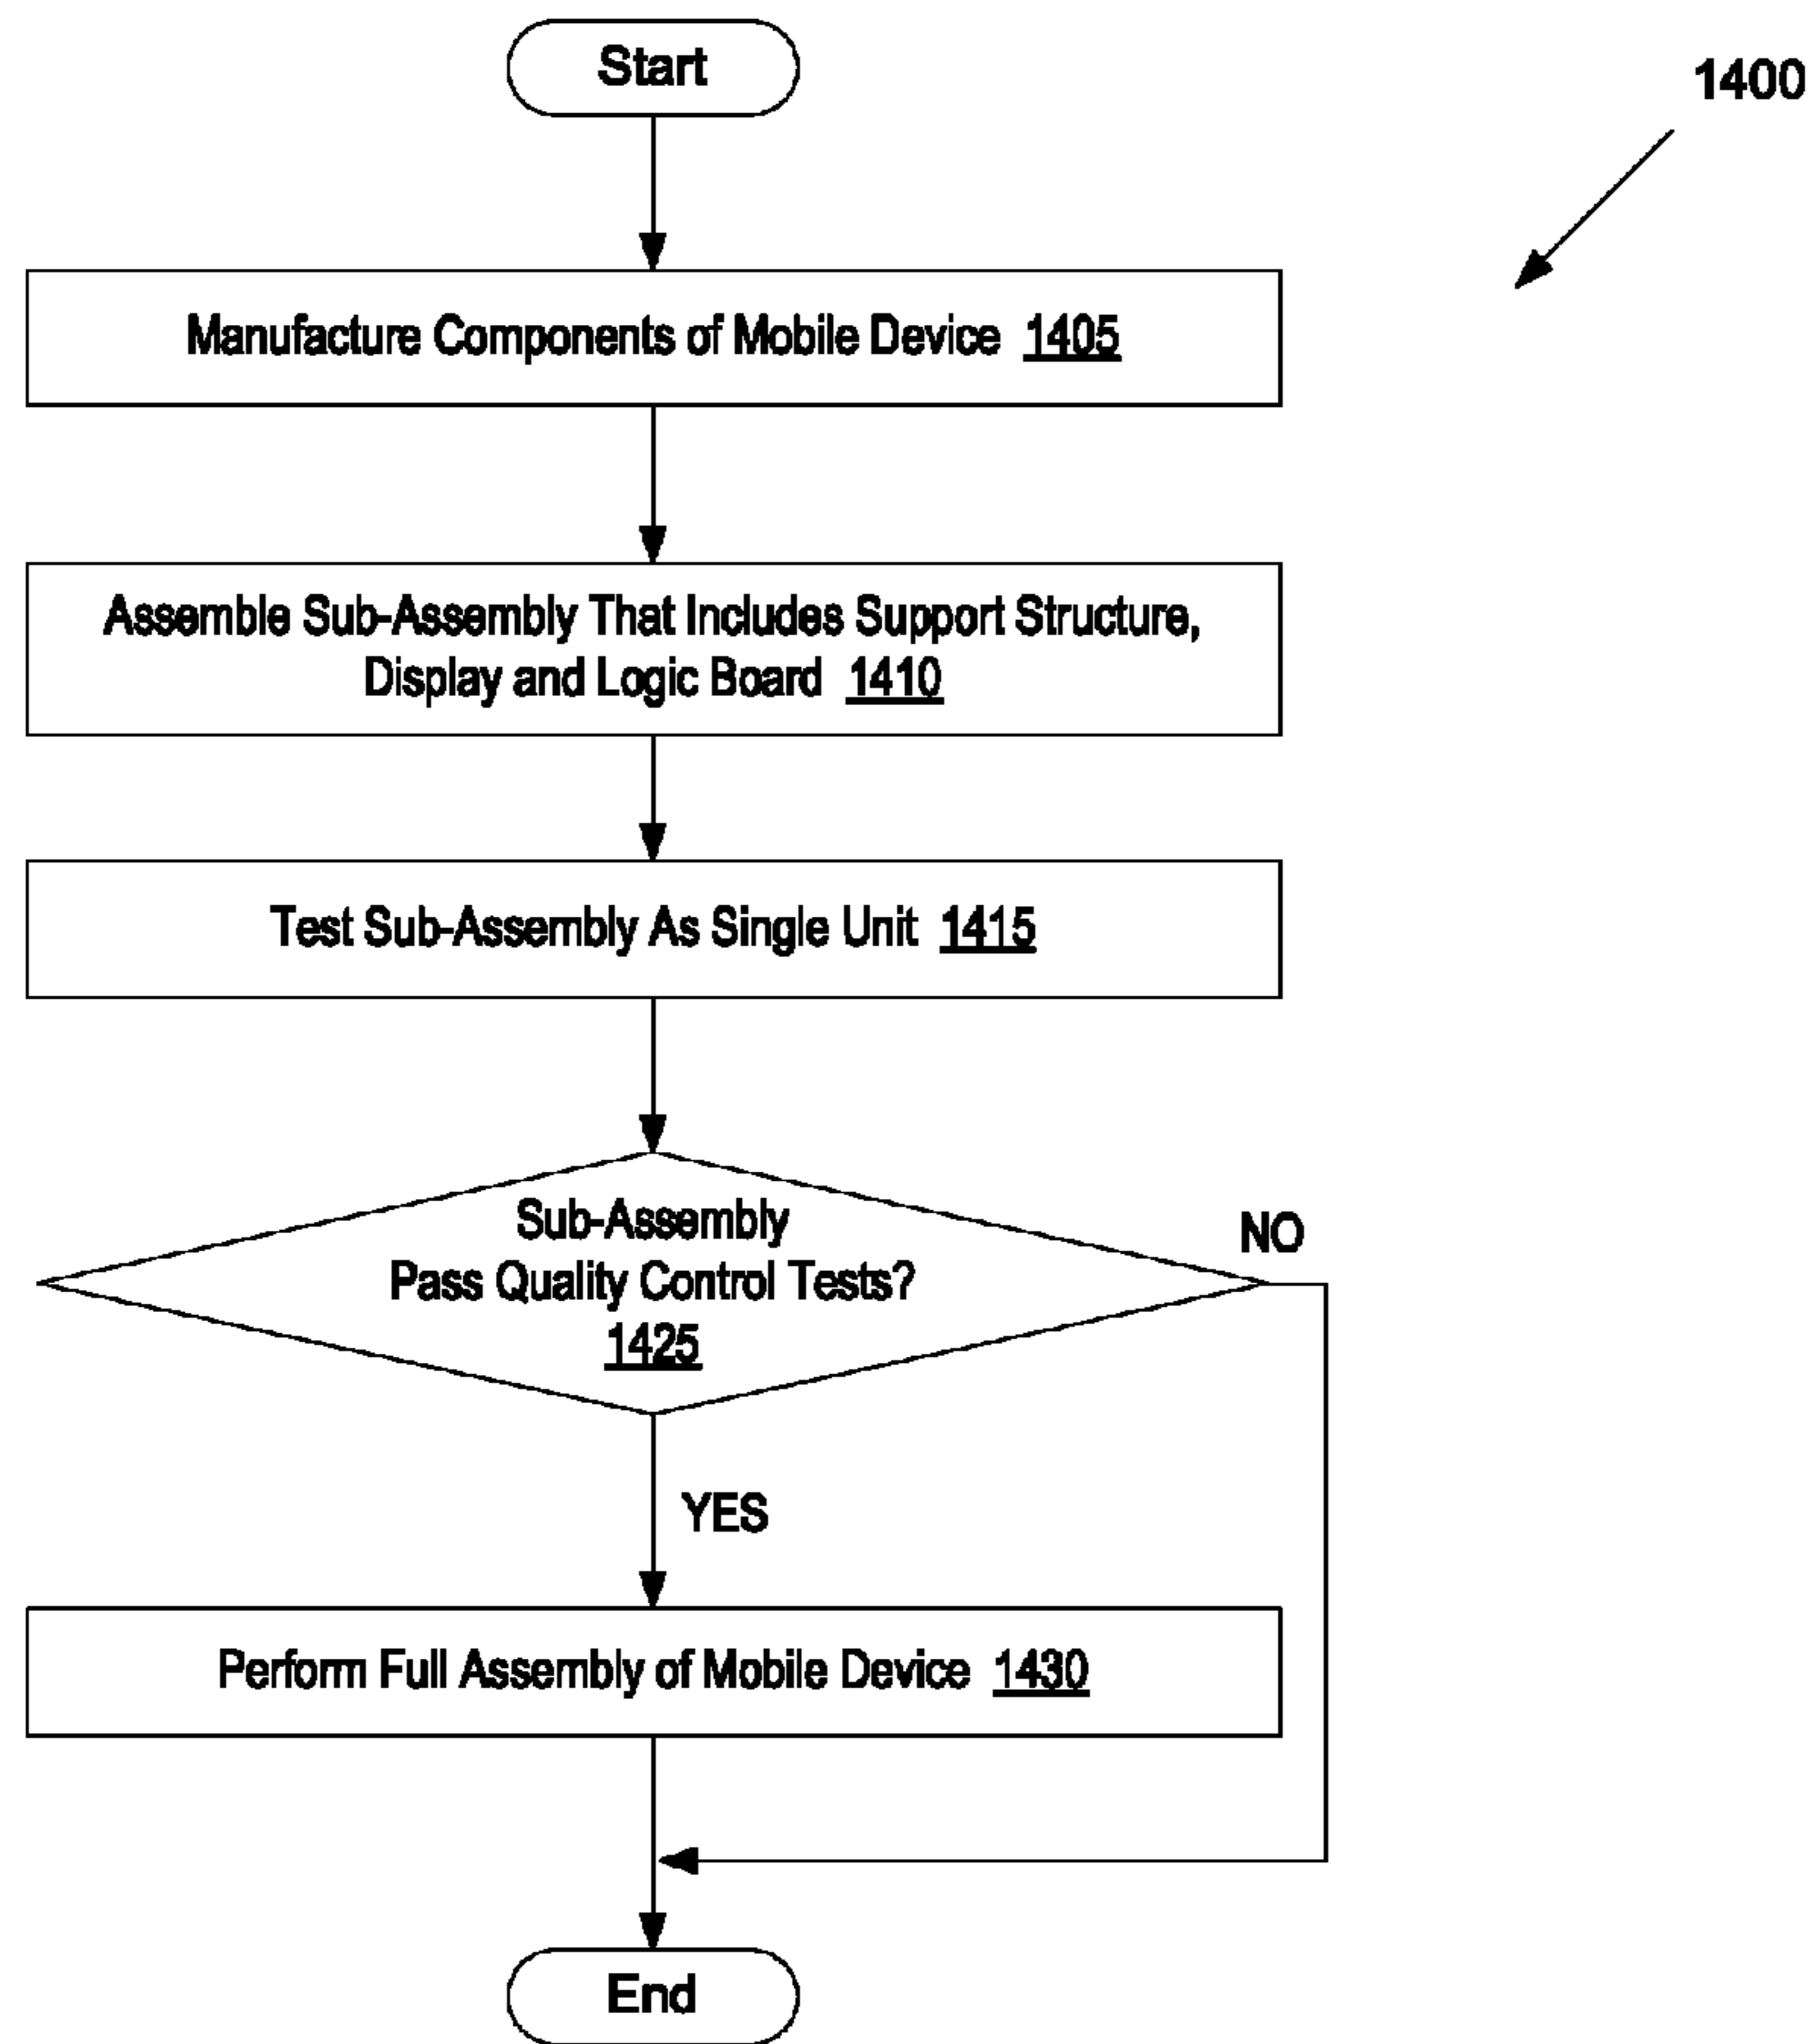 Start
1400
Manufacture Components of Mobile Device 1405
Assemble Sub-Assembly That Includes Support Structure,
Display and Logic Board 1410
Test Sub-Assembly As Single Unit 1415
Sub-Assembly
Pass Quality Control Tests?
1425
NO
YES
Perform Full Assembly of Mobile Device 1430
End